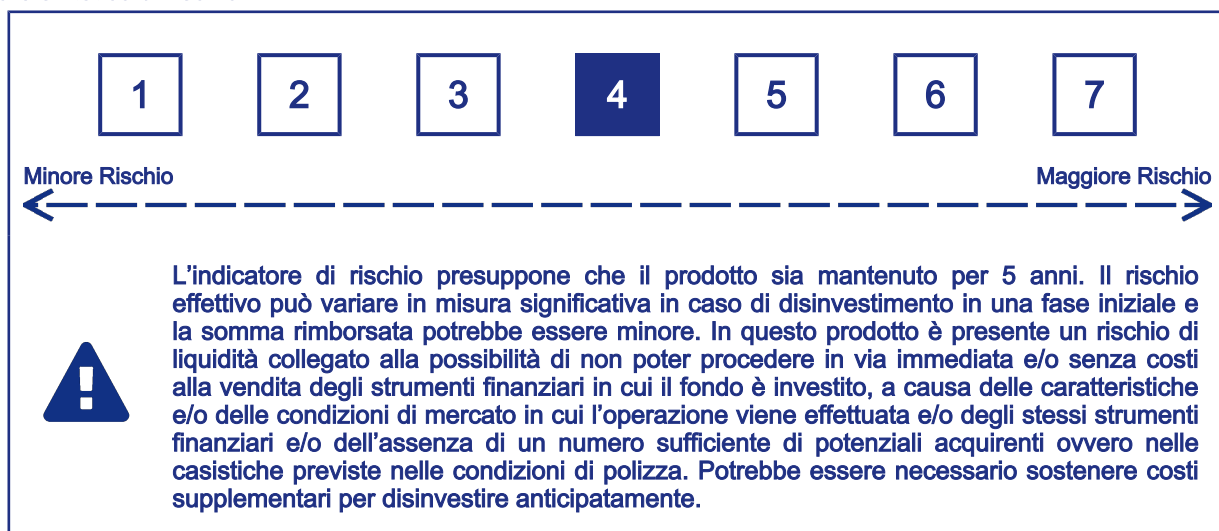 1 2 3 4 5 6 7
Minore Rischio Maggiore Rischio
L'indicatore di rischio presuppone che il prodotto sia mantenuto per 5 anni. Il rischio
effettivo può variare in misura significativa in caso di disinvestimento in una fase iniziale e
la somma rimborsata potrebbe essere minore. In questo prodotto è presente un rischio di
liquidità collegato alla possibilità di non poter procedere in via immediata e/o senza costi
alla vendita degli strumenti finanziari in cui il fondo è investito, a causa delle caratteristiche
e/o delle condizioni di mercato in cui l'operazione viene effettuata e/o degli stessi strumenti
finanziari e/o dell'assenza di un numero sufficiente di potenziali acquirenti ovvero nelle
casistiche previste nelle condizioni di polizza. Potrebbe essere necessario sostenere costi
supplementari per disinvestire anticipatamente.